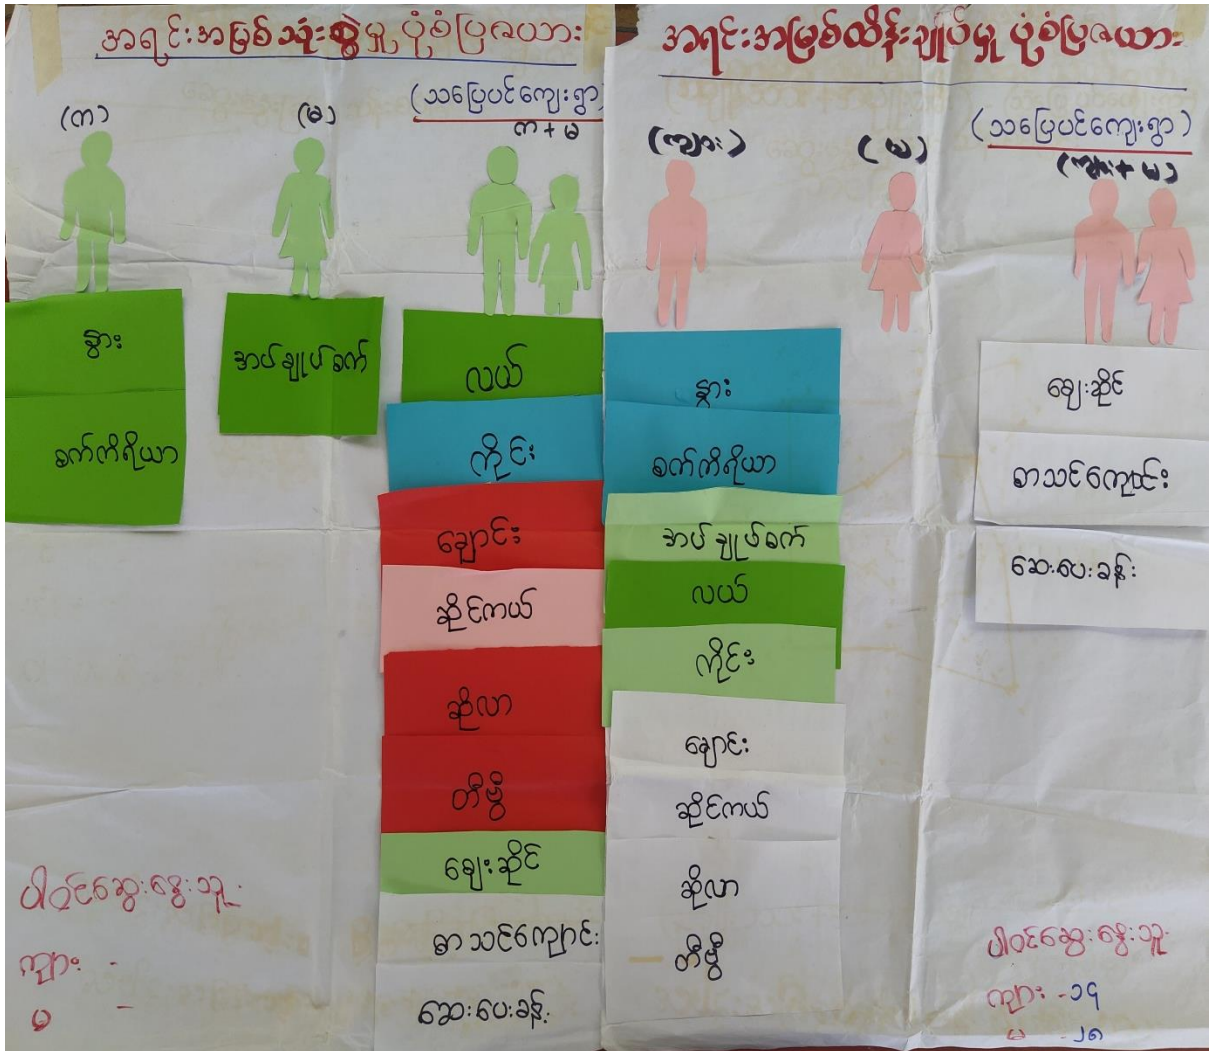 အရင်းအမြစ်သုံးစွဲမှု ပုံစံပြဇယား
(သပြေပင်ကျေးရွာ)
(က)
(မ)
က + မ
နွား
စက်ကိရိယာ
အပ်ချုပ်စက်
လယ်
ကိုင်း
ချောင်း
ဆိုင်ကယ်
ဆိုလာ
တီဗွီ
ဈေးဆိုင်
စာသင်ကျောင်း
ဆေးပေးခန်း
ပါဝင်ဆွေးနွေးသူ
ကျား -
မ -
အရင်းအမြစ်ထိန်းချုပ်မှု ပုံစံပြဇယား
(သပြေပင်ကျေးရွာ)
(ကျား)
(မ)
(ကျား + မ)
နွား
စက်ကိရိယာ
အပ်ချုပ်စက်
လယ်
ကိုင်း
ချောင်း
ဆိုင်ကယ်
ဆိုလာ
တီဗွီ
ဈေးဆိုင်
စာသင်ကျောင်း
ဆေးပေးခန်း
ပါဝင်ဆွေးနွေးသူ
ကျား -၁၄
မ -